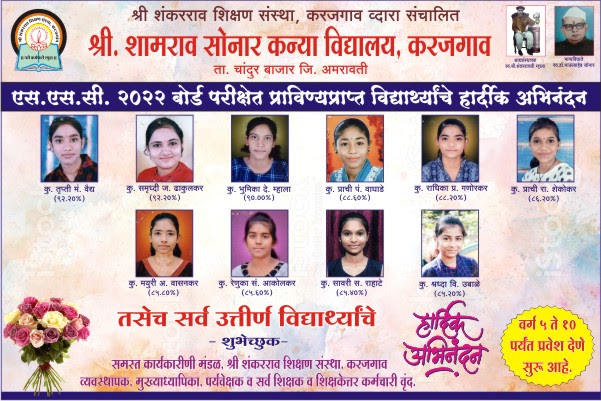 श्री शंकरराव शिक्षण संस्था, करजगाव व्दारा संचालित
श्री. शामराव सोनार कन्या विद्यालय, करजगाव
ता. चांदुर बाजार जि. अमरावती
एस.एस.सी. २०२२ बोर्ड परीक्षेत प्राविण्यप्राप्त विद्यार्थ्यांचे हार्दीक अभिनंदन
कु. तृप्ती मं. वैद्य
(९२.२०%)
कु. समृध्दी ज. ढाकुलकर
(९२.२०%)
कु. भुमिका दे. म्हाला
(९०.००%)
कु. प्राची पं. वाघाडे
(८८.६०%)
कु. राधिका प्र. गणोरकर
(८८.२०%)
कु. प्राची रा. शेकोकर
(८६.२०%)
कु. मयुरी अ. वासनकर
(८५.८०%)
कु. रेणुका सं. आकोलकर
(८५.६०%)
कु. सावरी स. राहाटे
(८५.४०%)
कु. श्रध्दा वि. उबाळे
(८५.२०%)
तसेच सर्व उत्तीर्ण विद्यार्थ्यांचे
- शुभेच्छुक-
समस्त कार्यकारीणी मंडळ, श्री शंकरराव शिक्षण संस्था, करजगाव
व्यवस्थापक, मुख्याध्यापिका, पर्यवेक्षक व सर्व शिक्षक व शिक्षकेत्तर कर्मचारी वृंद.
हार्दिक
अभिनंदन
वर्ग ५ ते १०
पर्यंत प्रवेश देणे
सुरू आहे.